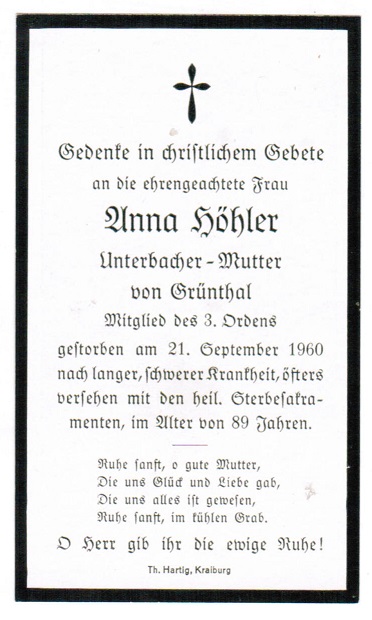 Gedenke in christlichem Gebete
an die ehrengeachtete Frau
Anna Höhler
Unterbacher-Mutter
von Grünthal
Mitglied des 3. Ordens
gestorben am 21. September 1960
nach langer, schwerer Krankheit, öfters
versehen mit den heil. Sterbesakra-
menten, im Alter von 89 Jahren.
Ruhe sanft, o gute Mutter,
Die uns Glück und Liebe gab,
Die uns alles ist gewesen,
Ruhe sanft, im kühlen Grab.
O Herr gib ihr die ewige Ruhe!
Th. Hartig, Kraiburg